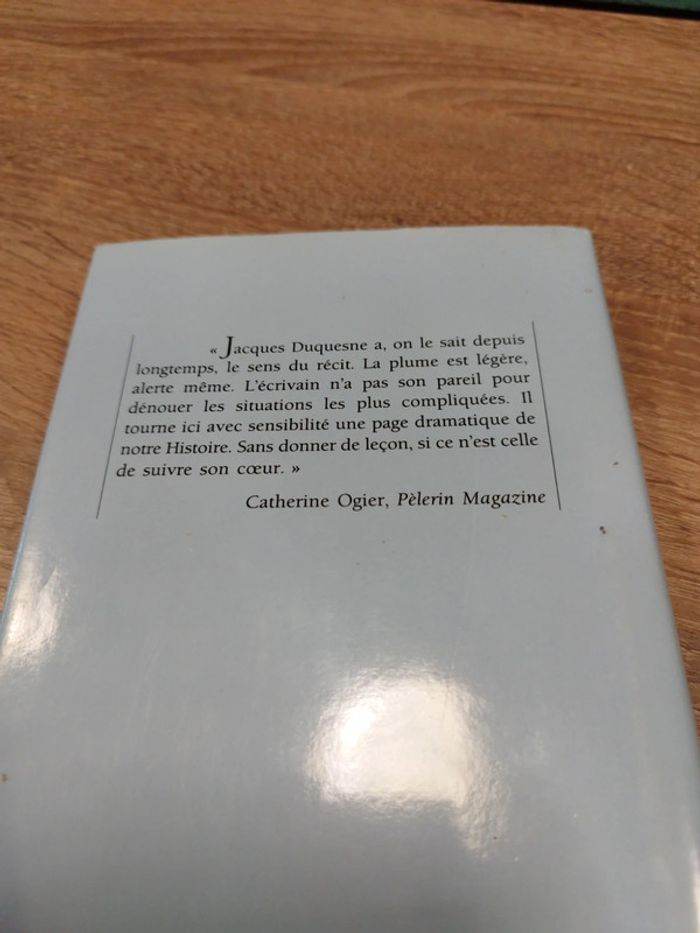 « Jacques Duquesne a, on le sait depuis
longtemps, le sens du récit. La plume est légère,
alerte même. L'écrivain n'a pas son pareil pour
dénouer les situations les plus compliquées. Il
tourne ici avec sensibilité une page dramatique de
notre Histoire. Sans donner de leçon, si ce n'est celle
de suivre son cœur. »
Catherine Ogier, Pèlerin Magazine